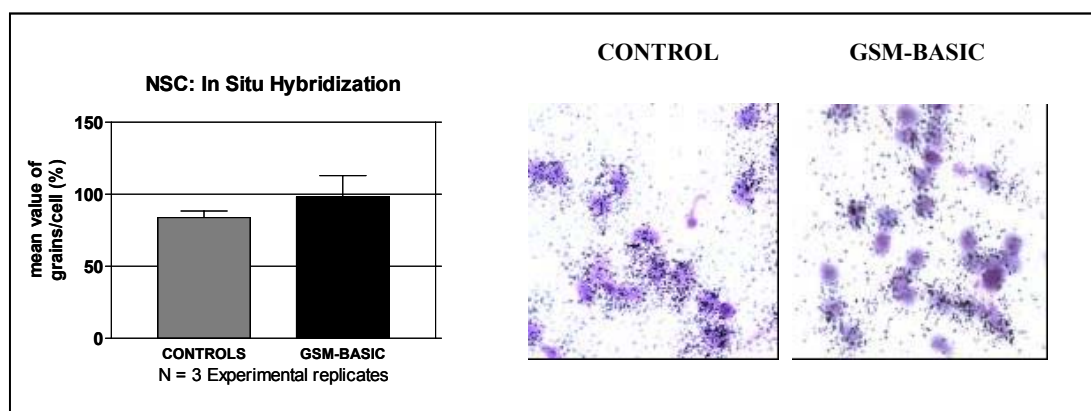 CONTROL
GSM-BASIC
NSC: In Situ Hybridization
mean value of
grains/cell (%)
150
100
50
0
CONTROLS
GSM-BASIC
N = 3 Experimental replicates